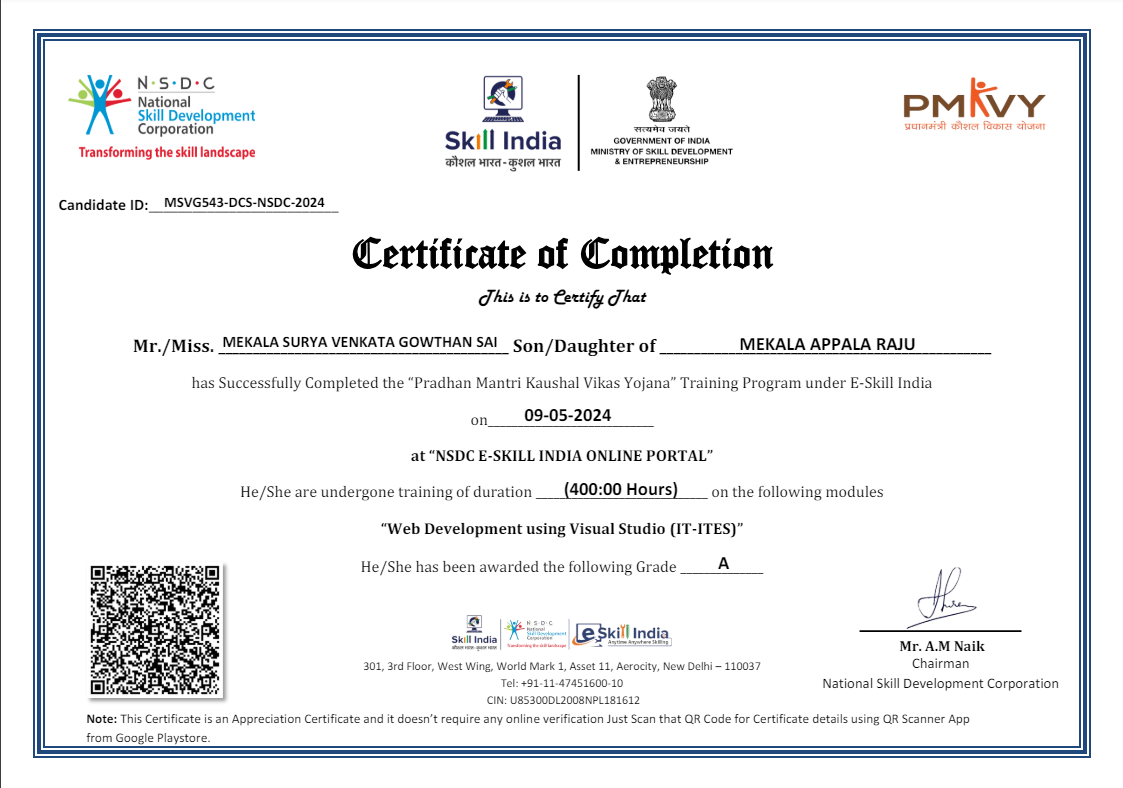 N·S·D·C
National
Skill Development
Corporation
Transforming the skill landscape
Skill India
कौशल भारत-कुशल भारत
सत्यमेव जयते
GOVERNMENT OF INDIA
MINISTRY OF SKILL DEVELOPMENT
& ENTREPRENEURSHIP
PMKVY
प्रधानमंत्री कौशल विकास योजना
Candidate ID: MSVG543-DCS-NSDC-2024
Certificate of Completion
This is to Certify That
Mr./Miss. MEKALA SURYA VENKATA GOWTHAN SAI Son/Daughter of MEKALA APPALA RAJU
has Successfully Completed the “Pradhan Mantri Kaushal Vikas Yojana” Training Program under E-Skill India
on 09-05-2024
at “NSDC E-SKILL INDIA ONLINE PORTAL”
He/She are undergone training of duration (400:00 Hours) on the following modules
“Web Development using Visual Studio (IT-ITES)”
He/She has been awarded the following Grade A
Skill India
कौशल भारत-कुशल भारत
N·S·D·C
National
Skill Development
Corporation
Transforming the skill landscape
eSkill India
Anytime Anywhere Skilling
301, 3rd Floor, West Wing, World Mark 1, Asset 11, Aerocity, New Delhi – 110037
Tel: +91-11-47451600-10
CIN: U85300DL2008NPL181612
Mr. A.M Naik
Chairman
National Skill Development Corporation
Note: This Certificate is an Appreciation Certificate and it doesn’t require any online verification Just Scan that QR Code for Certificate details using QR Scanner App
from Google Playstore.